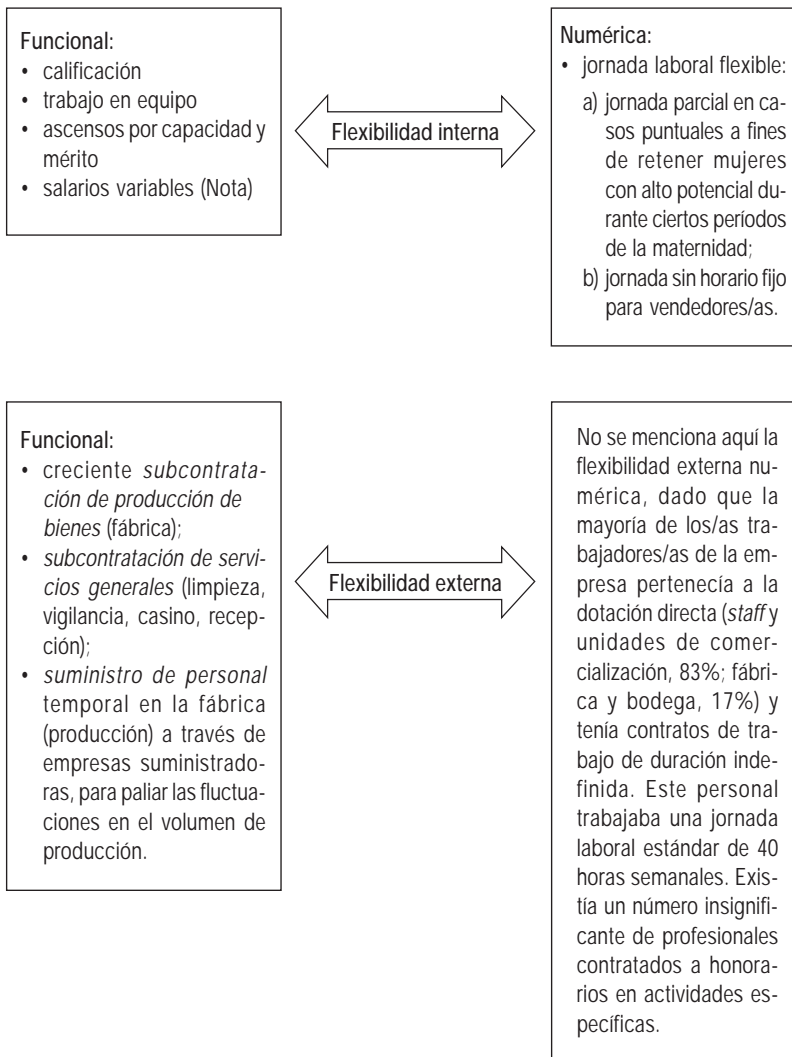 Funcional:
• calificación
• trabajo en equipo
• ascensos por capacidad y
mérito
• salarios variables (Nota)
Flexibilidad interna
Numérica:
• jornada laboral flexible:
a) jornada parcial en ca-
sos puntuales a fines
de retener mujeres
con alto potencial du-
rante ciertos períodos
de la maternidad;
b) jornada sin horario fijo
para vendedores/as.
Funcional:
• creciente subcontrata-
ción de producción de
bienes (fábrica);
• subcontratación de servi-
cios generales (limpieza,
vigilancia, casino, recep-
ción);
• suministro de personal
temporal en la fábrica
(producción) a través de
empresas suministrado-
ras, para paliar las fluctua-
ciones en el volumen de
producción.
Flexibilidad externa
No se menciona aquí la
flexibilidad externa nu-
mérica, dado que la
mayoría de los/as tra-
bajadores/as de la em-
presa pertenecía a la
dotación directa (staff y
unidades de comer-
cialización, 83%; fábri-
ca y bodega, 17%) y
tenía contratos de tra-
bajo de duración inde-
finida. Este personal
trabajaba una jornada
laboral estándar de 40
horas semanales. Exis-
tía un número insignifi-
cante de profesionales
contratados a honora-
rios en actividades es-
pecíficas.